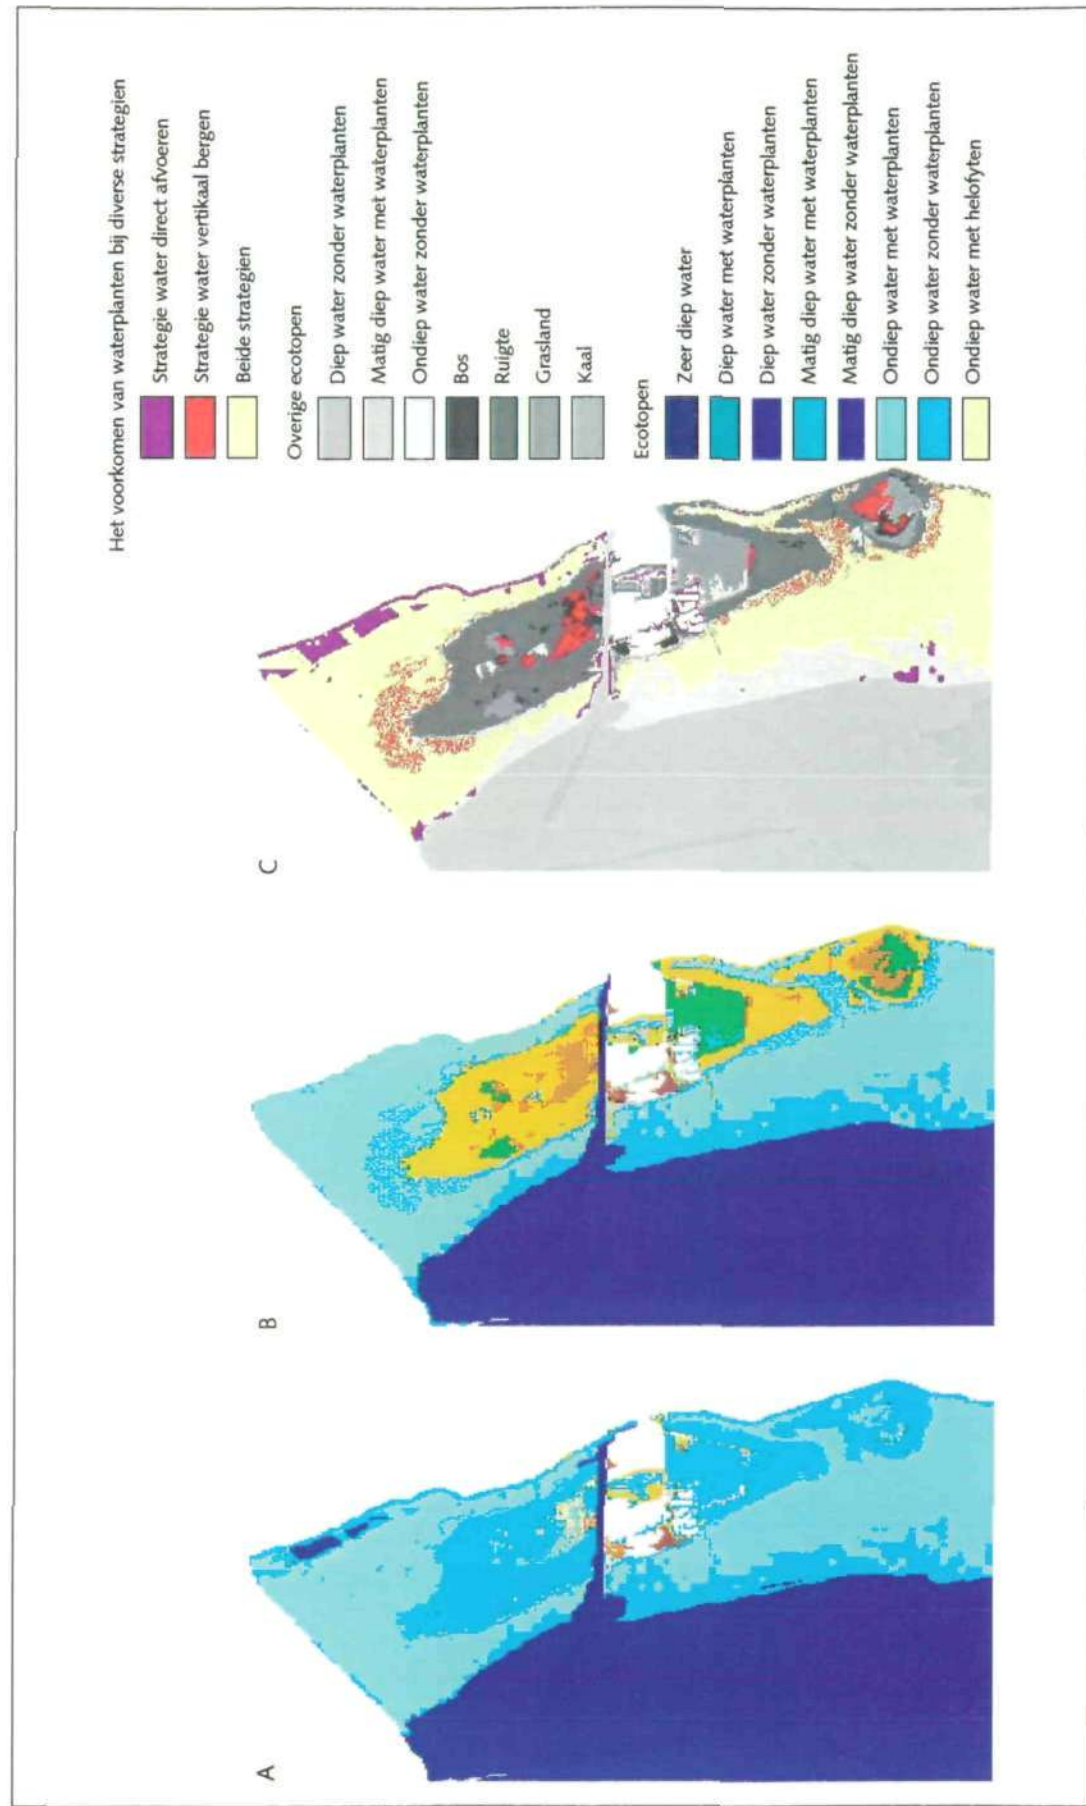 Het voorkomen van waterplanten bij diverse strategien
Strategie water direct afvoeren
Strategie water vertikaal bergen
Beide strategien
Overige ecotopen
Diep water zonder waterplanten
Matig diep water met waterplanten
Ondiep water zonder waterplanten
Bos
Ruigte
Grasland
Kaal
Ecotopen
Zeer diep water
Diep water met waterplanten
Diep water zonder waterplanten
Matig diep water met waterplanten
Matig diep water zonder waterplanten
Ondiep water met waterplanten
Ondiep water zonder waterplanten
Ondiep water met helofyten
A
B
C